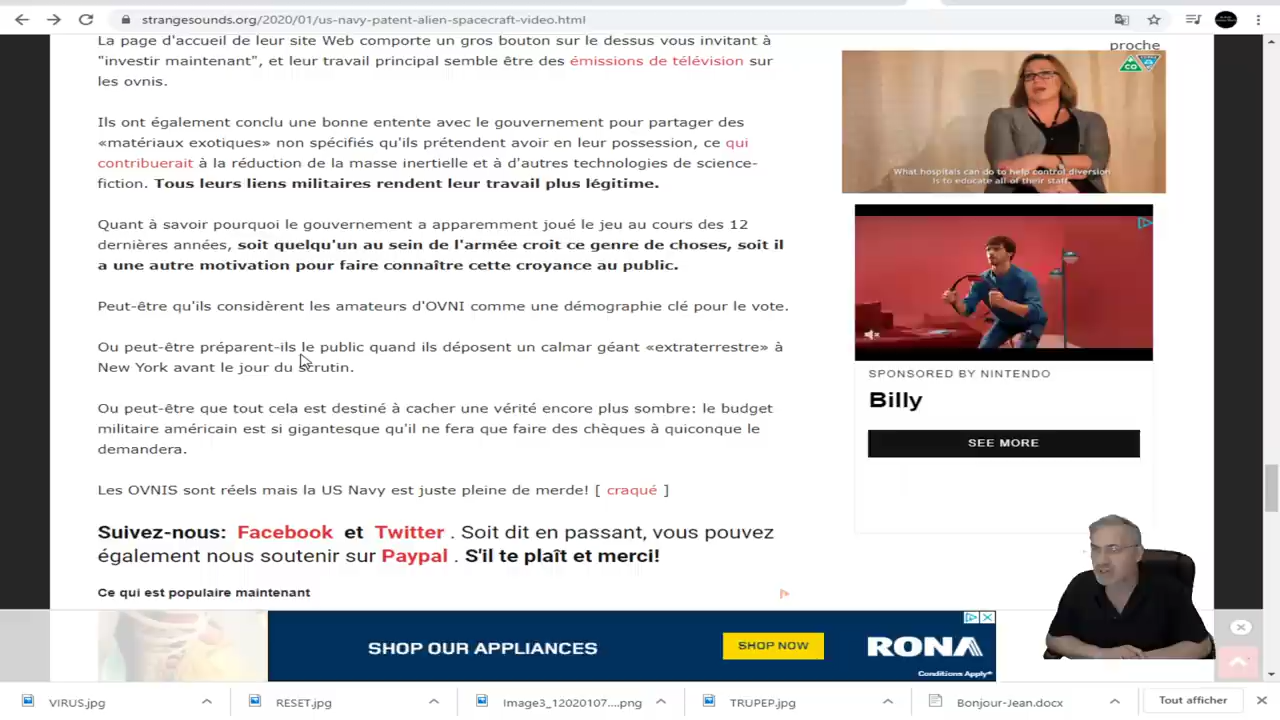 strangesounds.org/2020/01/us-navy-patent-alien-spacecraft-video.html
La page d'accueil de leur site Web comporte un gros bouton sur le dessus vous invitant à
"investir maintenant", et leur travail principal semble être des émissions de télévision sur
les ovnis.
Ils ont également conclu une bonne entente avec le gouvernement pour partager des
«matériaux exotiques» non spécifiés qu'ils prétendent avoir en leur possession, ce qui
contribuerait à la réduction de la masse inertielle et à d'autres technologies de science-
fiction. Tous leurs liens militaires rendent leur travail plus légitime.
Quant à savoir pourquoi le gouvernement a apparemment joué le jeu au cours des 12
dernières années, soit quelqu'un au sein de l'armée croit ce genre de choses, soit il
a une autre motivation pour faire connaître cette croyance au public.
Peut-être qu'ils considèrent les amateurs d'OVNI comme une démographie clé pour le vote.
Ou peut-être préparent-ils le public quand ils déposent un calmar géant «extraterrestre» à
New York avant le jour du scrutin.
Ou peut-être que tout cela est destiné à cacher une vérité encore plus sombre: le budget
militaire américain est si gigantesque qu'il ne fera que faire des chèques à quiconque le
demandera.
Les OVNIS sont réels mais la US Navy est juste pleine de merde! [ craqué ]
Suivez-nous: Facebook et Twitter . Soit dit en passant, vous pouvez
également nous soutenir sur Paypal . S'il te plaît et merci!
Ce qui est populaire maintenant
proche
CO
What hospitals can do to help control diversion
is to educate all of their staff.
SPONSORED BY NINTENDO
Billy
SEE MORE
SHOP OUR APPLIANCES
SHOP NOW
RONA
Conditions Apply*
VIRUS.jpg
RESET.jpg
Image3_12020107....png
TRUPEP.jpg
Bonjour-Jean.docx
Tout afficher